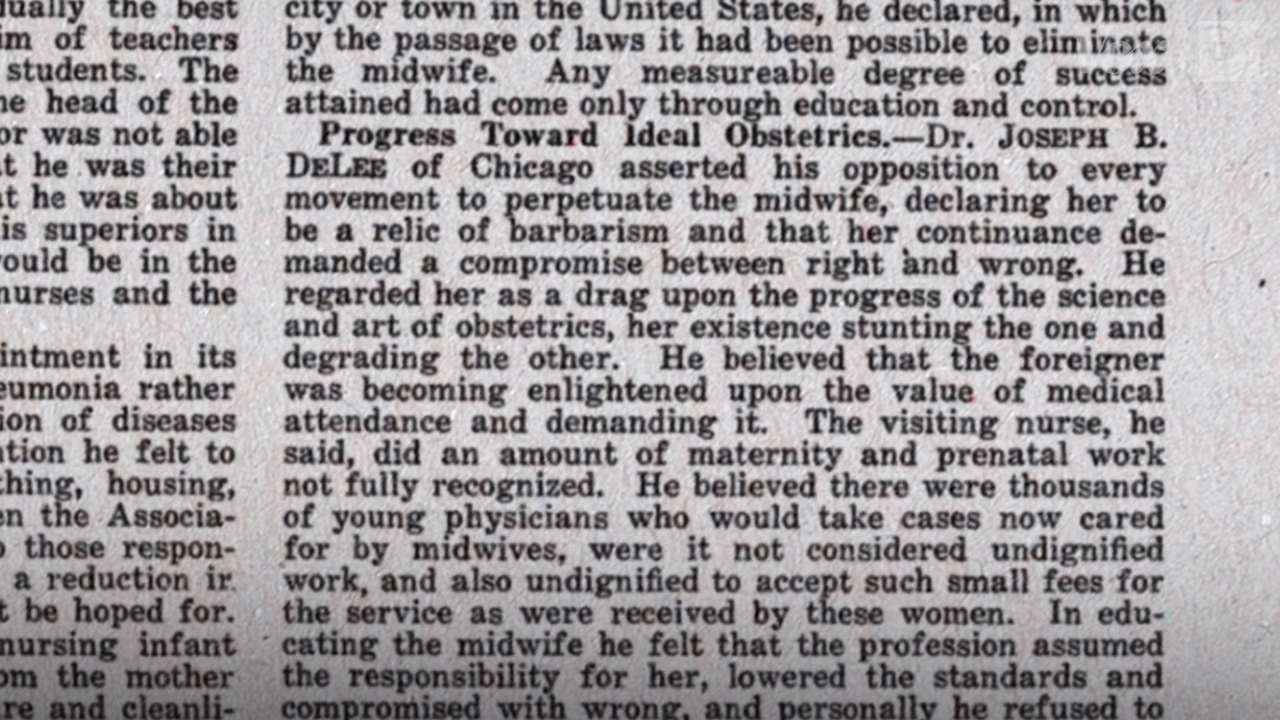 ually the best
im of teachers
students. The
ne head of the
or was not able
t he was their
t he was about
is superiors in
ould be in the
nurses and the
intment in its
eumonia rather
ion of diseases
ation he felt to
thing, housing,
en the Associa-
o those respon-
a reduction ir
t be hoped for.
nursing infant
om the mother
re and cleanli-
city or town in the United States, he declared, in which
by the passage of laws it had been possible to eliminate
the midwife. Any measureable degree of success
attained had come only through education and control.
Progress Toward Ideal Obstetrics.—Dr. JOSEPH B.
DELEE of Chicago asserted his opposition to every
movement to perpetuate the midwife, declaring her to
be a relic of barbarism and that her continuance de-
manded a compromise between right and wrong. He
regarded her as a drag upon the progress of the science
and art of obstetrics, her existence stunting the one and
degrading the other. He believed that the foreigner
was becoming enlightened upon the value of medical
attendance and demanding it. The visiting nurse, he
said, did an amount of maternity and prenatal work
not fully recognized. He believed there were thousands
of young physicians who would take cases now cared
for by midwives, were it not considered undignified
work, and also undignified to accept such small fees for
the service as were received by these women. In edu-
cating the midwife he felt that the profession assumed
the responsibility for her, lowered the standards and
compromised with wrong, and personally he refused to